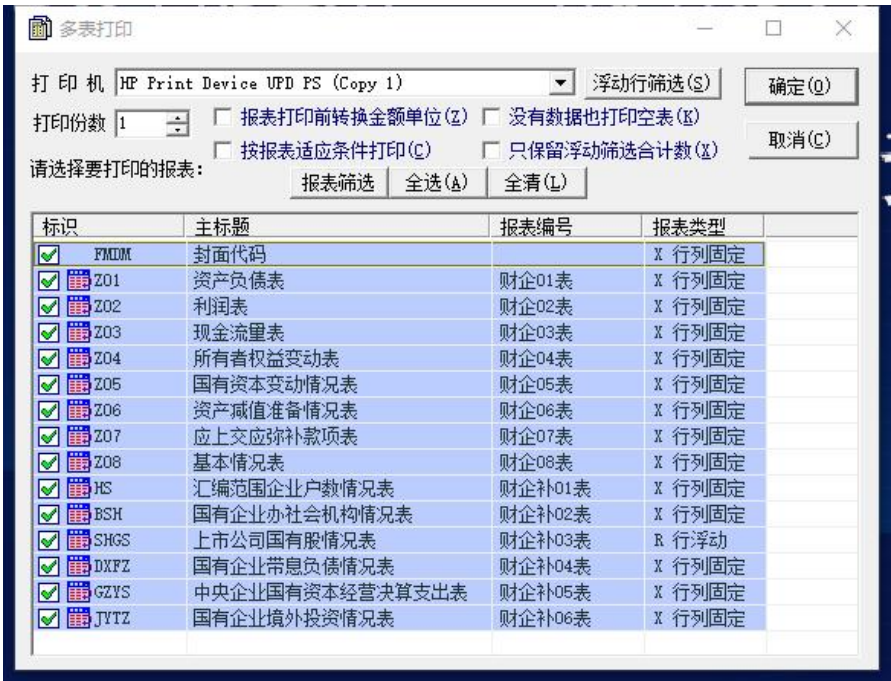 多表打印
打 印 机 HP Print Device UPD PS (Copy 1) 浮动行筛选(S) 确定(O)
打印份数 1 报表打印前转换金额单位(Z) 没有数据也打印空表(K)
按报表适应条件打印(C) 只保留浮动筛选合计数(X) 取消(C)
请选择要打印的报表: 报表筛选 全选(A) 全清(L)
标识 主标题 报表编号 报表类型
FMDM 封面代码 X 行列固定
Z01 资产负债表 财企01表 X 行列固定
Z02 利润表 财企02表 X 行列固定
Z03 现金流量表 财企03表 X 行列固定
Z04 所有者权益变动表 财企04表 X 行列固定
Z05 国有资本变动情况表 财企05表 X 行列固定
Z06 资产减值准备情况表 财企06表 X 行列固定
Z07 应上交应弥补款项表 财企07表 X 行列固定
Z08 基本情况表 财企08表 X 行列固定
HS 汇编范围企业户数情况表 财企补01表 X 行列固定
BSH 国有企业办社会机构情况表 财企补02表 X 行列固定
SHGS 上市公司国有股情况表 财企补03表 R 行浮动
DXFZ 国有企业带息负债情况表 财企补04表 X 行列固定
GZYS 中央企业国有资本经营决算支出表 财企补05表 X 行列固定
JYTZ 国有企业境外投资情况表 财企补06表 X 行列固定